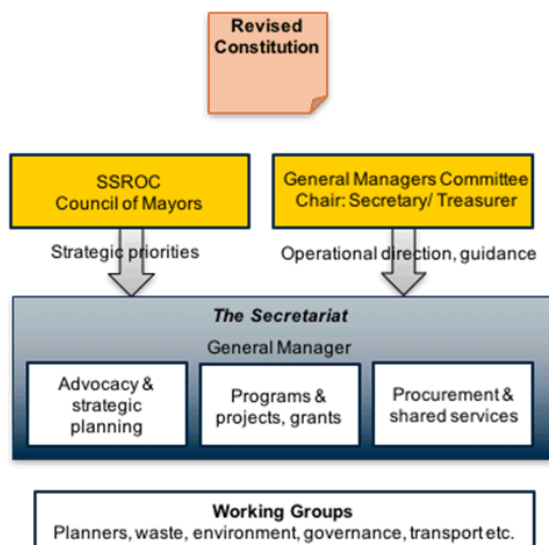 Revised
Constitution
SSROC
Council of Mayors
General Managers Committee
Chair: Secretary/ Treasurer
Strategic priorities
Operational direction, guidance
The Secretariat
General Manager
Advocacy &
strategic
planning
Programs &
projects, grants
Procurement &
shared services
Working Groups
Planners, waste, environment, governance, transport etc.